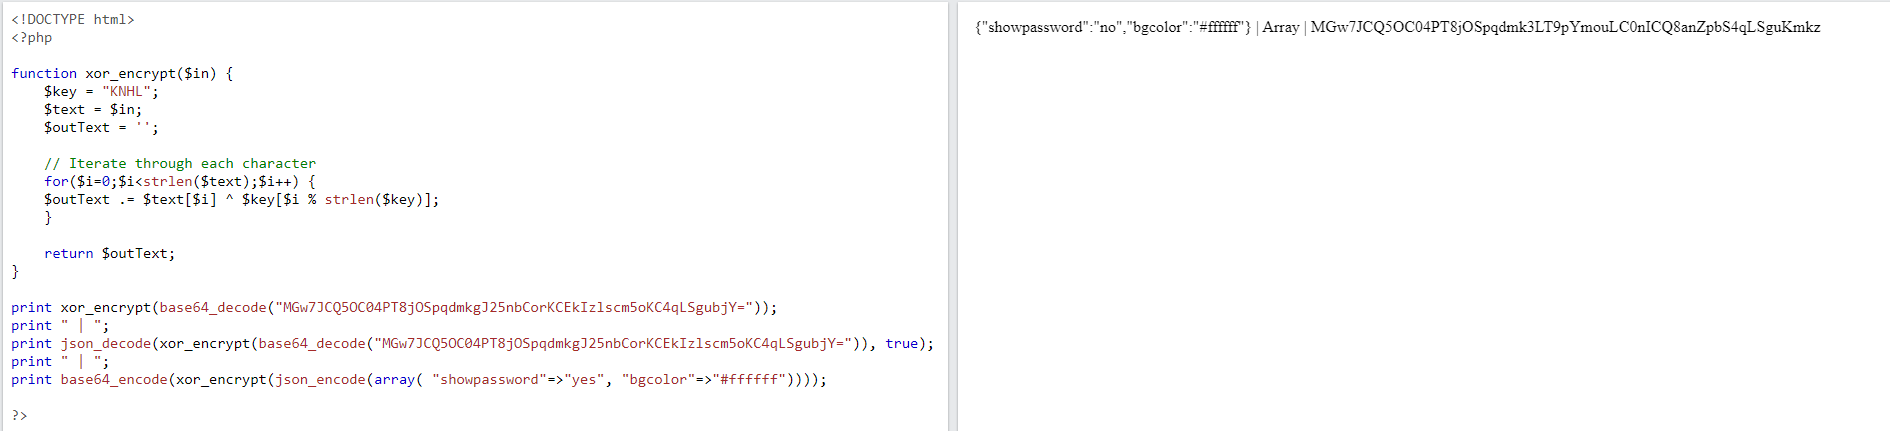 <!DOCTYPE html>
<?php
function xor_encrypt($in) {
    $key = "KNHL";
    $text = $in;
    $outText = '';
    // Iterate through each character
    for($i=0;$i<strlen($text);$i++) {
    $outText .= $text[$i] ^ $key[$i % strlen($key)];
    }
    return $outText;
}
print xor_encrypt(base64_decode("MGw7JCQ5OC04PT8jOSpqdmkgJ25nbCorKCEkIzlscm5oKC4qLSgubjY="));
print " | ";
print json_decode(xor_encrypt(base64_decode("MGw7JCQ5OC04PT8jOSpqdmkgJ25nbCorKCEkIzlscm5oKC4qLSgubjY=")), true);
print " | ";
print base64_encode(xor_encrypt(json_encode(array( "showpassword"=>"yes", "bgcolor"=>"#ffffff"))));
?>
{"showpassword":"no","bgcolor":"#ffffff"} | Array | MGw7JCQ5OC04PT8jOSpqdmk3LT9pYmouLC0nICQ8anZpbS4qLSguKmkz